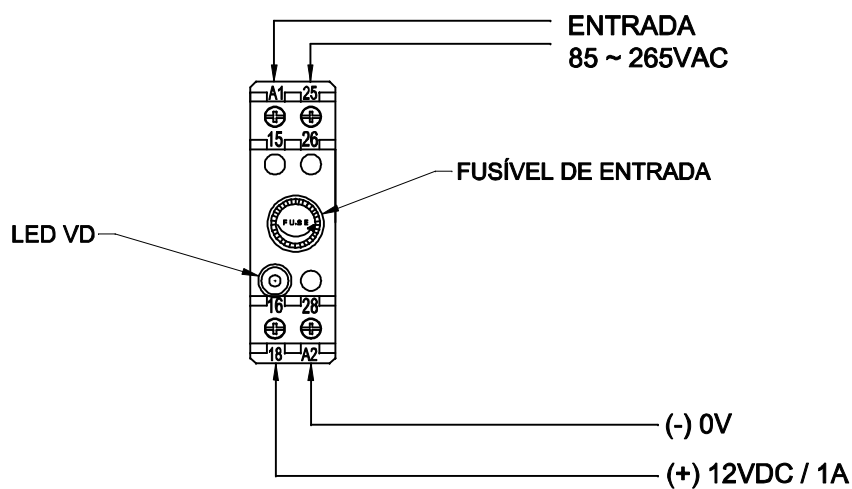 ENTRADA
85 ~ 265VAC
A1 25
15 26
FUSÍVEL DE ENTRADA
FUSE
LED VD
16 28
18 A2
(-) 0V
(+) 12VDC / 1A